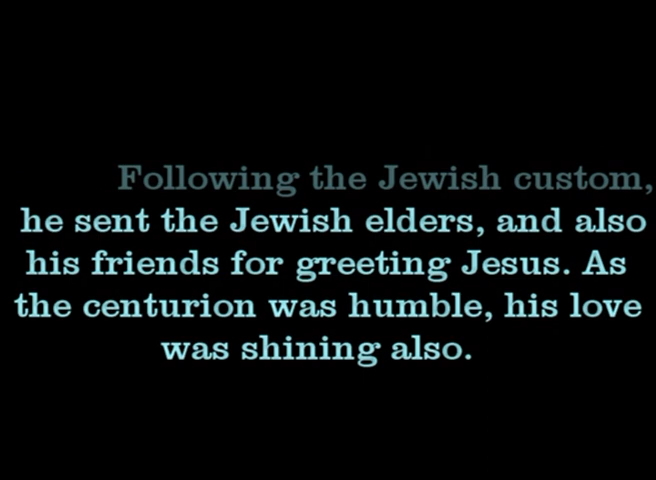 Following the Jewish custom,
he sent the Jewish elders, and also
his friends for greeting Jesus. As
the centurion was humble, his love
was shining also.